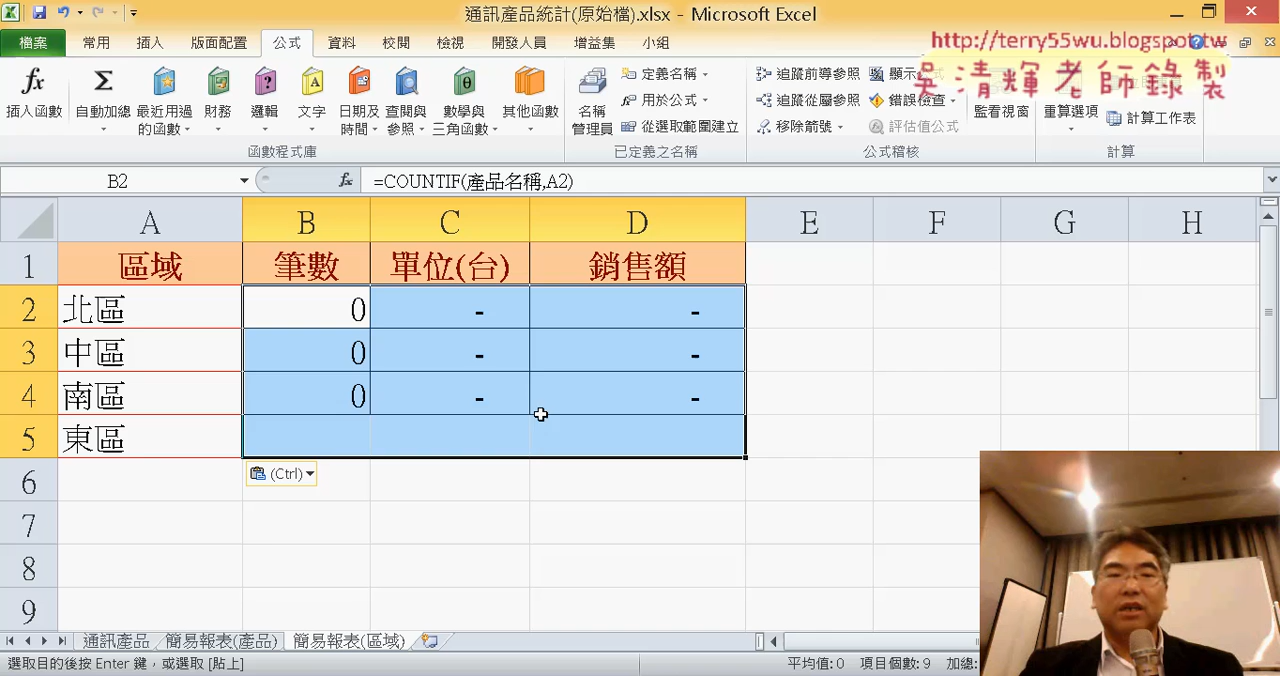 通訊產品統計(原始檔).xlsx - Microsoft Excel
檔案 常用 插入 版面配置 公式 資料 校閱 檢視 開發人員 增益集 小組
http://terry55wu.blogspot.tw
吳清輝老師錄製
插入函數 自動加總 最近用過的函數 財務 邏輯 文字 日期及時間 查閱與參照 數學與三角函數 其他函數
函數程式庫
名稱管理員 定義名稱 用於公式 從選取範圍建立
已定義之名稱
追蹤前導參照 追蹤從屬參照 移除箭號 錯誤檢查 評估值公式 監看視窗
公式稽核
重算選項 計算工作表
計算
B2 fx =COUNTIF(產品名稱,A2)
A B C D E F G H
1 區域 筆數 單位(台) 銷售額
2 北區 0 - -
3 中區 0 - -
4 南區 0 - -
5 東區
6 (Ctrl)
7
8
9
通訊產品 簡易報表(產品) 簡易報表(區域)
選取目的後按 Enter 鍵，或選取 [貼上] 平均值: 0 項目個數: 9 加總: